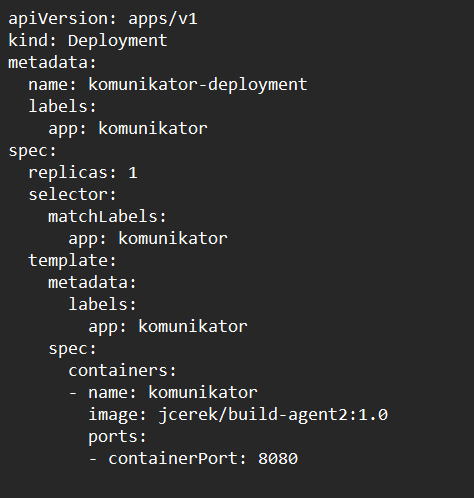 apiVersion: apps/v1
kind: Deployment
metadata:
  name: komunikator-deployment
  labels:
    app: komunikator
spec:
  replicas: 1
  selector:
    matchLabels:
      app: komunikator
  template:
    metadata:
      labels:
        app: komunikator
    spec:
      containers:
      - name: komunikator
        image: jcerek/build-agent2:1.0
        ports:
        - containerPort: 8080